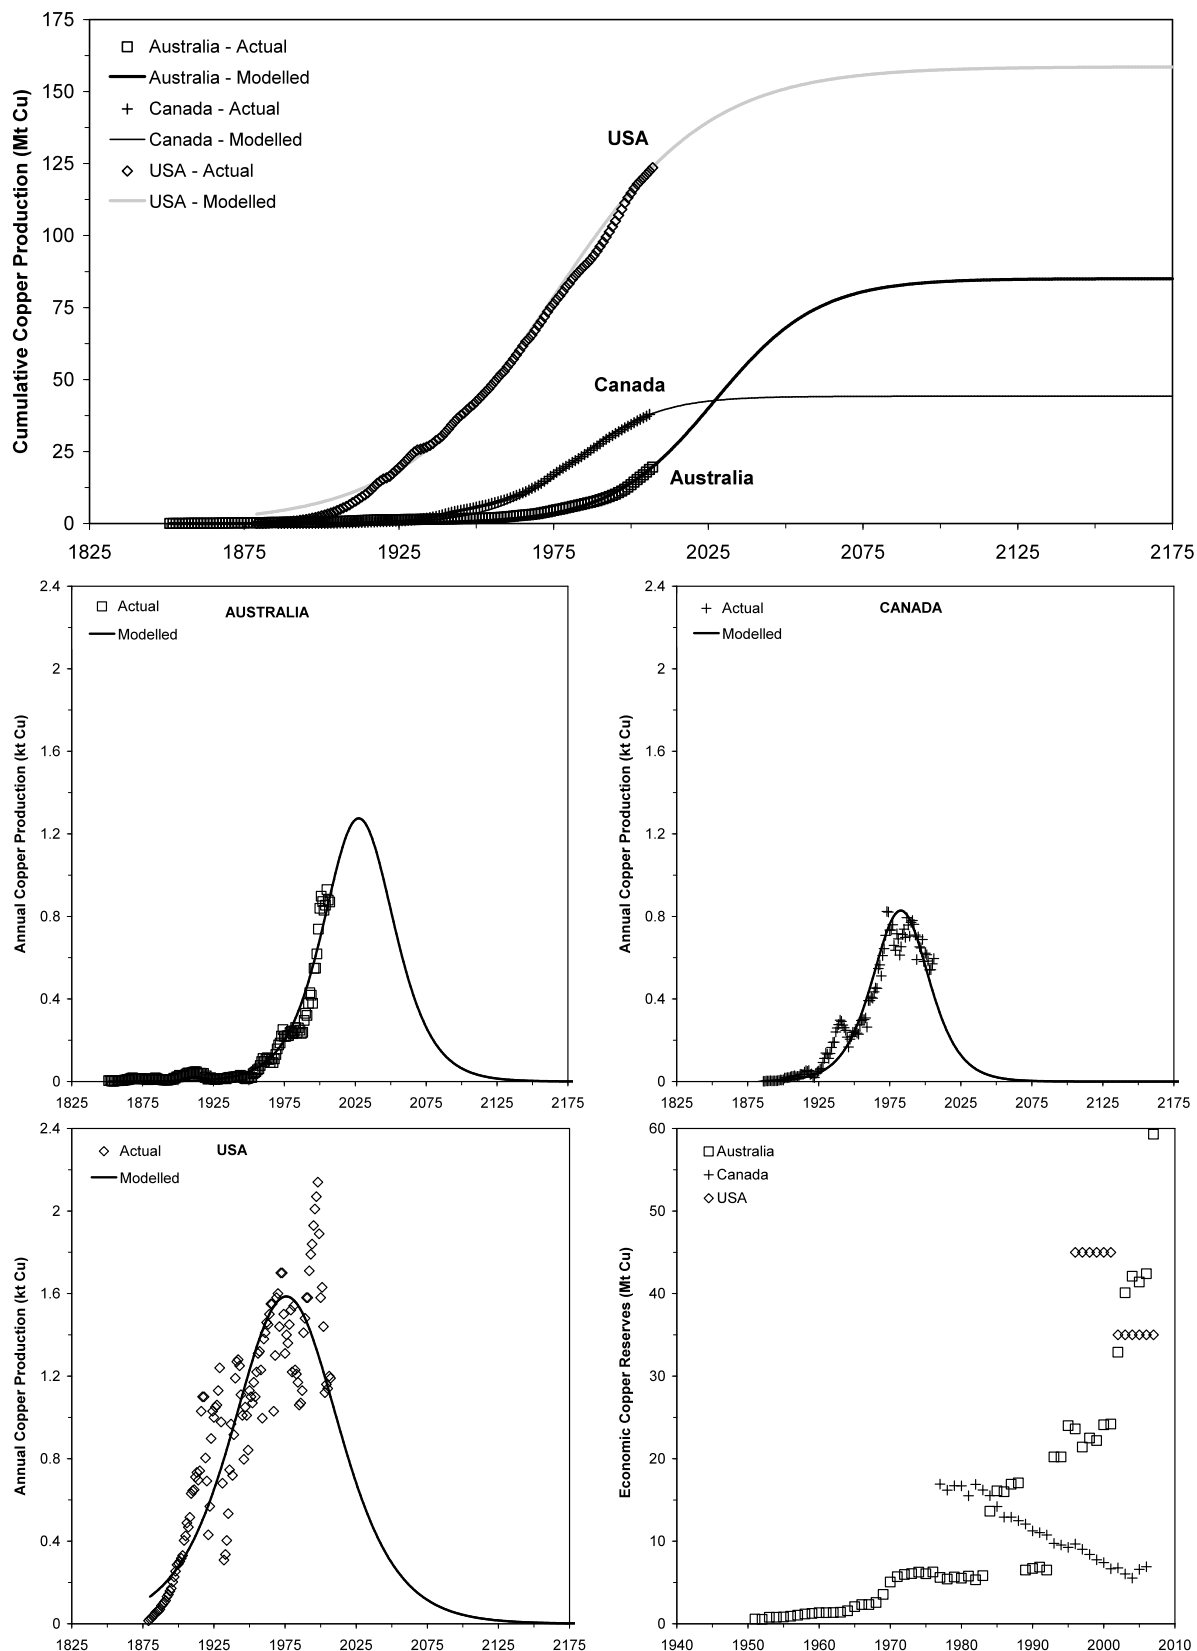 Cumulative Copper Production (Mt Cu)
175
150
125
100
75
50
25
0
Australia - Actual
Australia - Modelled
Canada - Actual
Canada - Modelled
USA - Actual
USA - Modelled
USA
Canada
Australia
1825 1875 1925 1975 2025 2075 2125 2175
Annual Copper Production (kt Cu)
2.4
2
1.6
1.2
0.8
0.4
0
Actual
Modelled
AUSTRALIA
1825 1875 1925 1975 2025 2075 2125 2175
Annual Copper Production (kt Cu)
2.4
2
1.6
1.2
0.8
0.4
0
Actual
Modelled
CANADA
1825 1875 1925 1975 2025 2075 2125 2175
Annual Copper Production (kt Cu)
2.4
2
1.6
1.2
0.8
0.4
0
Actual
Modelled
USA
1825 1875 1925 1975 2025 2075 2125 2175
Economic Copper Reserves (Mt Cu)
60
50
40
30
20
10
0
Australia
Canada
USA
1940 1950 1960 1970 1980 1990 2000 2010